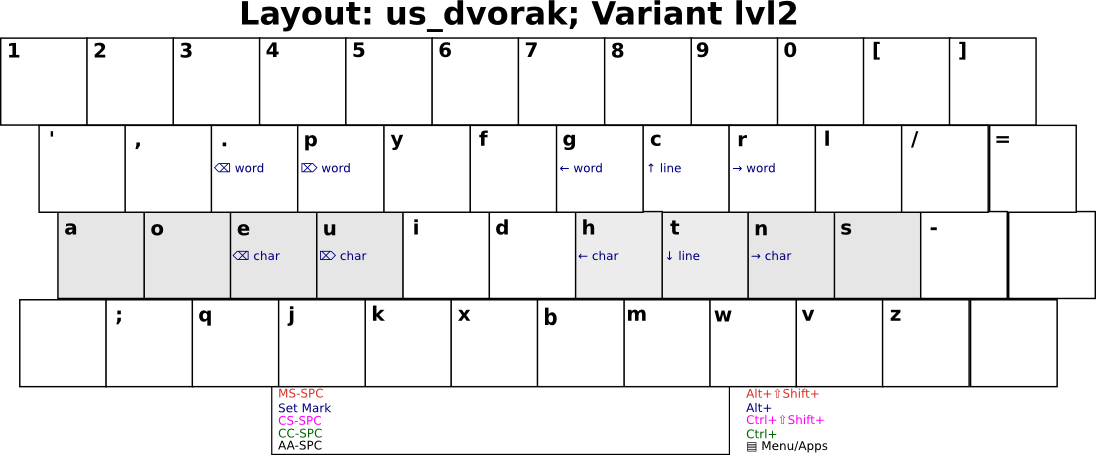 Layout: us_dvorak; Variant lvl2
1 2 3 4 5 6 7 8 9 0 [ ]
' , . p y f g c r l / =
⌫ word ⌦ word ← word ↑ line → word
a o e u i d h t n s -
⌫ char ⌦ char ← char ↓ line → char
; q j k x b m w v z
MS-SPC Alt+⇧Shift+
Set Mark Alt+
CS-SPC Ctrl+⇧Shift+
CC-SPC Ctrl+
AA-SPC ▤ Menu/Apps